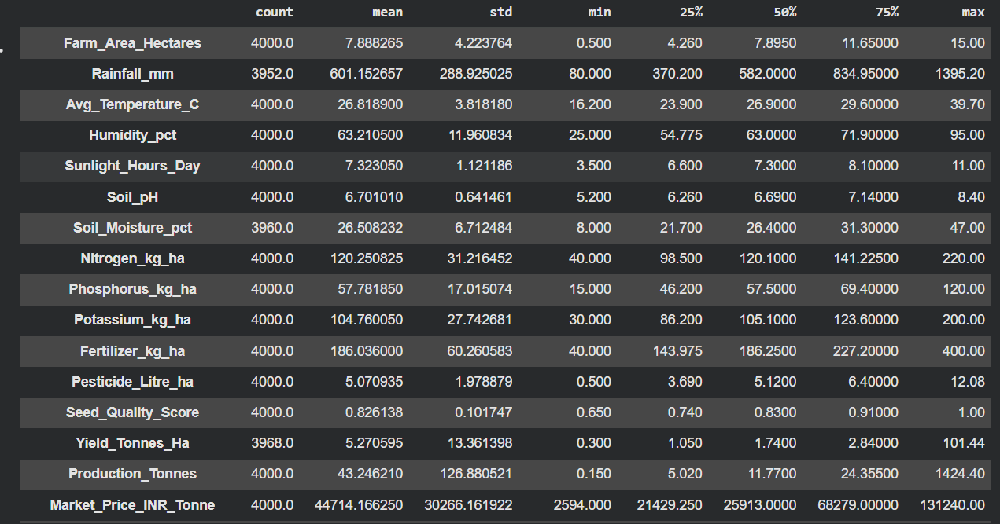 count mean std min 25% 50% 75% max
Farm_Area_Hectares 4000.0 7.888265 4.223764 0.500 4.260 7.8950 11.65000 15.00
Rainfall_mm 3952.0 601.152657 288.925025 80.000 370.200 582.0000 834.95000 1395.20
Avg_Temperature_C 4000.0 26.818900 3.818180 16.200 23.900 26.9000 29.60000 39.70
Humidity_pct 4000.0 63.210500 11.960834 25.000 54.775 63.0000 71.90000 95.00
Sunlight_Hours_Day 4000.0 7.323050 1.121186 3.500 6.600 7.3000 8.10000 11.00
Soil_pH 4000.0 6.701010 0.641461 5.200 6.260 6.6900 7.14000 8.40
Soil_Moisture_pct 3960.0 26.508232 6.712484 8.000 21.700 26.4000 31.30000 47.00
Nitrogen_kg_ha 4000.0 120.250825 31.216452 40.000 98.500 120.1000 141.22500 220.00
Phosphorus_kg_ha 4000.0 57.781850 17.015074 15.000 46.200 57.5000 69.40000 120.00
Potassium_kg_ha 4000.0 104.760050 27.742681 30.000 86.200 105.1000 123.60000 200.00
Fertilizer_kg_ha 4000.0 186.036000 60.260583 40.000 143.975 186.2500 227.20000 400.00
Pesticide_Litre_ha 4000.0 5.070935 1.978879 0.500 3.690 5.1200 6.40000 12.08
Seed_Quality_Score 4000.0 0.826138 0.101747 0.650 0.740 0.8300 0.91000 1.00
Yield_Tonnes_Ha 3968.0 5.270595 13.361398 0.300 1.050 1.7400 2.84000 101.44
Production_Tonnes 4000.0 43.246210 126.880521 0.150 5.020 11.7700 24.35500 1424.40
Market_Price_INR_Tonne 4000.0 44714.166250 30266.161922 2594.000 21429.250 25913.0000 68279.00000 131240.00